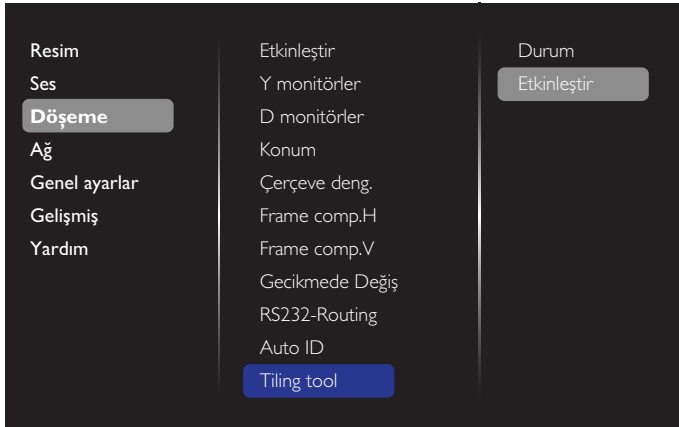 Resim
Ses
Döşeme
Ağ
Genel ayarlar
Gelişmiş
Yardım
Etkinleştir
Y monitörler
D monitörler
Konum
Çerçeve deng.
Frame comp.H
Frame comp.V
Gecikmede Değiş
RS232-Routing
Auto ID
Tiling tool
Durum
Etkinleştir